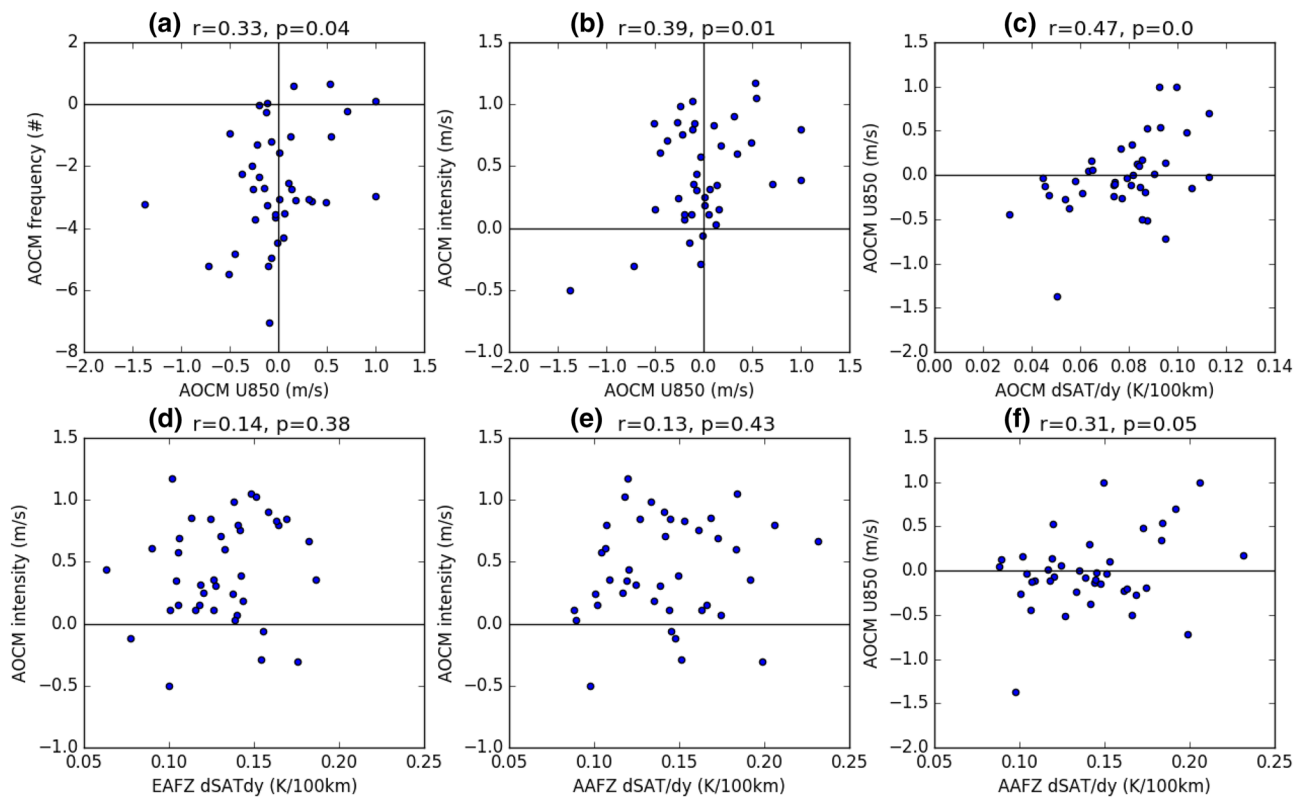 (a) r=0.33, p=0.04
AOCM frequency (#)
2
0
−2
−4
−6
−8
−2.0 −1.5 −1.0 −0.5 0.0 0.5 1.0 1.5
AOCM U850 (m/s)
(b) r=0.39, p=0.01
AOCM intensity (m/s)
1.5
1.0
0.5
0.0
−0.5
−1.0
−2.0 −1.5 −1.0 −0.5 0.0 0.5 1.0 1.5
AOCM U850 (m/s)
(c) r=0.47, p=0.0
AOCM U850 (m/s)
1.5
1.0
0.5
0.0
−0.5
−1.0
−1.5
−2.0
0.00 0.02 0.04 0.06 0.08 0.10 0.12 0.14
AOCM dSAT/dy (K/100km)
(d) r=0.14, p=0.38
AOCM intensity (m/s)
1.5
1.0
0.5
0.0
−0.5
−1.0
0.05 0.10 0.15 0.20 0.25
EAFZ dSATdy (K/100km)
(e) r=0.13, p=0.43
AOCM intensity (m/s)
1.5
1.0
0.5
0.0
−0.5
−1.0
0.05 0.10 0.15 0.20 0.25
AAFZ dSAT/dy (K/100km)
(f) r=0.31, p=0.05
AOCM U850 (m/s)
1.5
1.0
0.5
0.0
−0.5
−1.0
−1.5
−2.0
0.05 0.10 0.15 0.20 0.25
AAFZ dSAT/dy (K/100km)